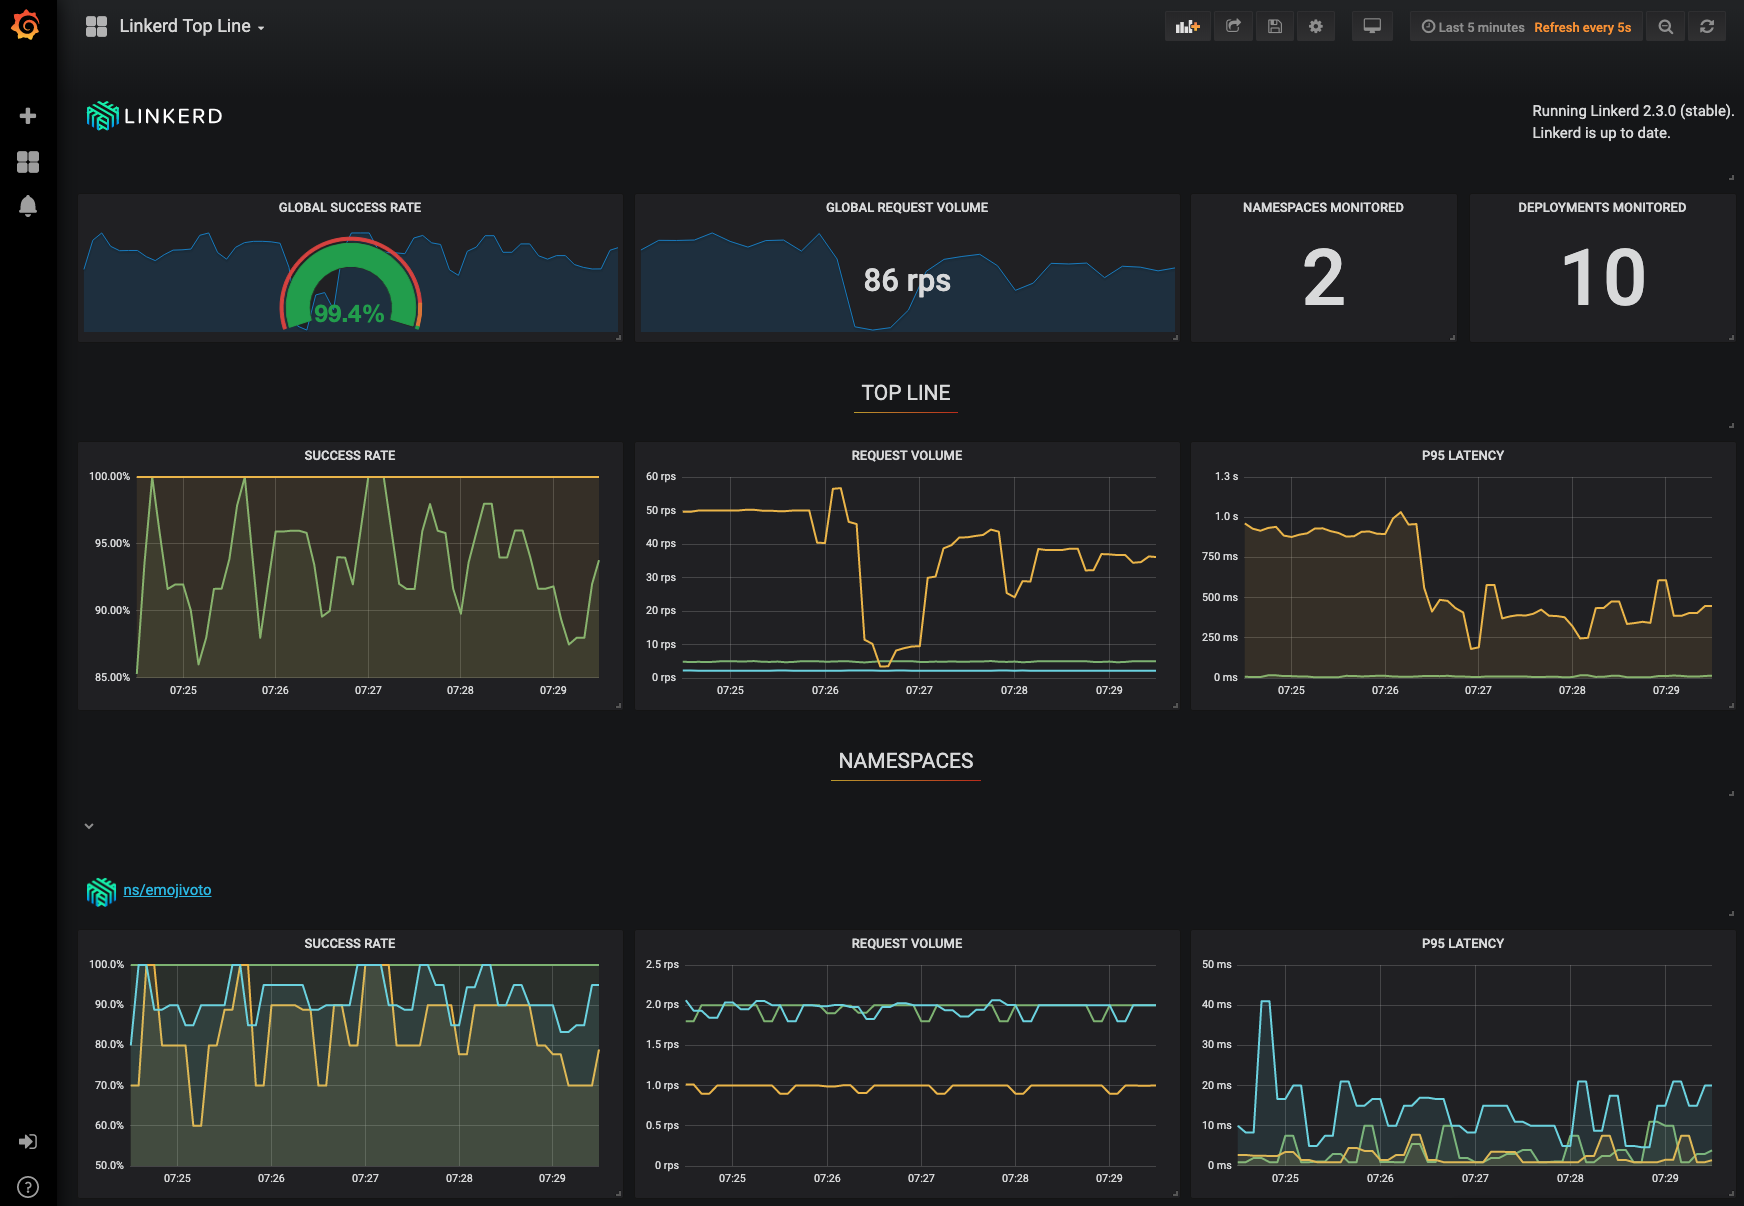 Linkerd Top Line
Last 5 minutes Refresh every 5s
LINKERD
Running Linkerd 2.3.0 (stable).
Linkerd is up to date.
GLOBAL SUCCESS RATE
99.4%
GLOBAL REQUEST VOLUME
86 rps
NAMESPACES MONITORED
2
DEPLOYMENTS MONITORED
10
TOP LINE
SUCCESS RATE
100.00%
95.00%
90.00%
85.00%
07:25 07:26 07:27 07:28 07:29
REQUEST VOLUME
60 rps
50 rps
40 rps
30 rps
20 rps
10 rps
0 rps
07:25 07:26 07:27 07:28 07:29
P95 LATENCY
1.3 s
1.0 s
750 ms
500 ms
250 ms
0 ms
07:25 07:26 07:27 07:28 07:29
NAMESPACES
ns/emojivoto
SUCCESS RATE
100.0%
90.0%
80.0%
70.0%
60.0%
50.0%
07:25 07:26 07:27 07:28 07:29
REQUEST VOLUME
2.5 rps
2.0 rps
1.5 rps
1.0 rps
0.5 rps
0 rps
07:25 07:26 07:27 07:28 07:29
P95 LATENCY
50 ms
40 ms
30 ms
20 ms
10 ms
0 ms
07:25 07:26 07:27 07:28 07:29